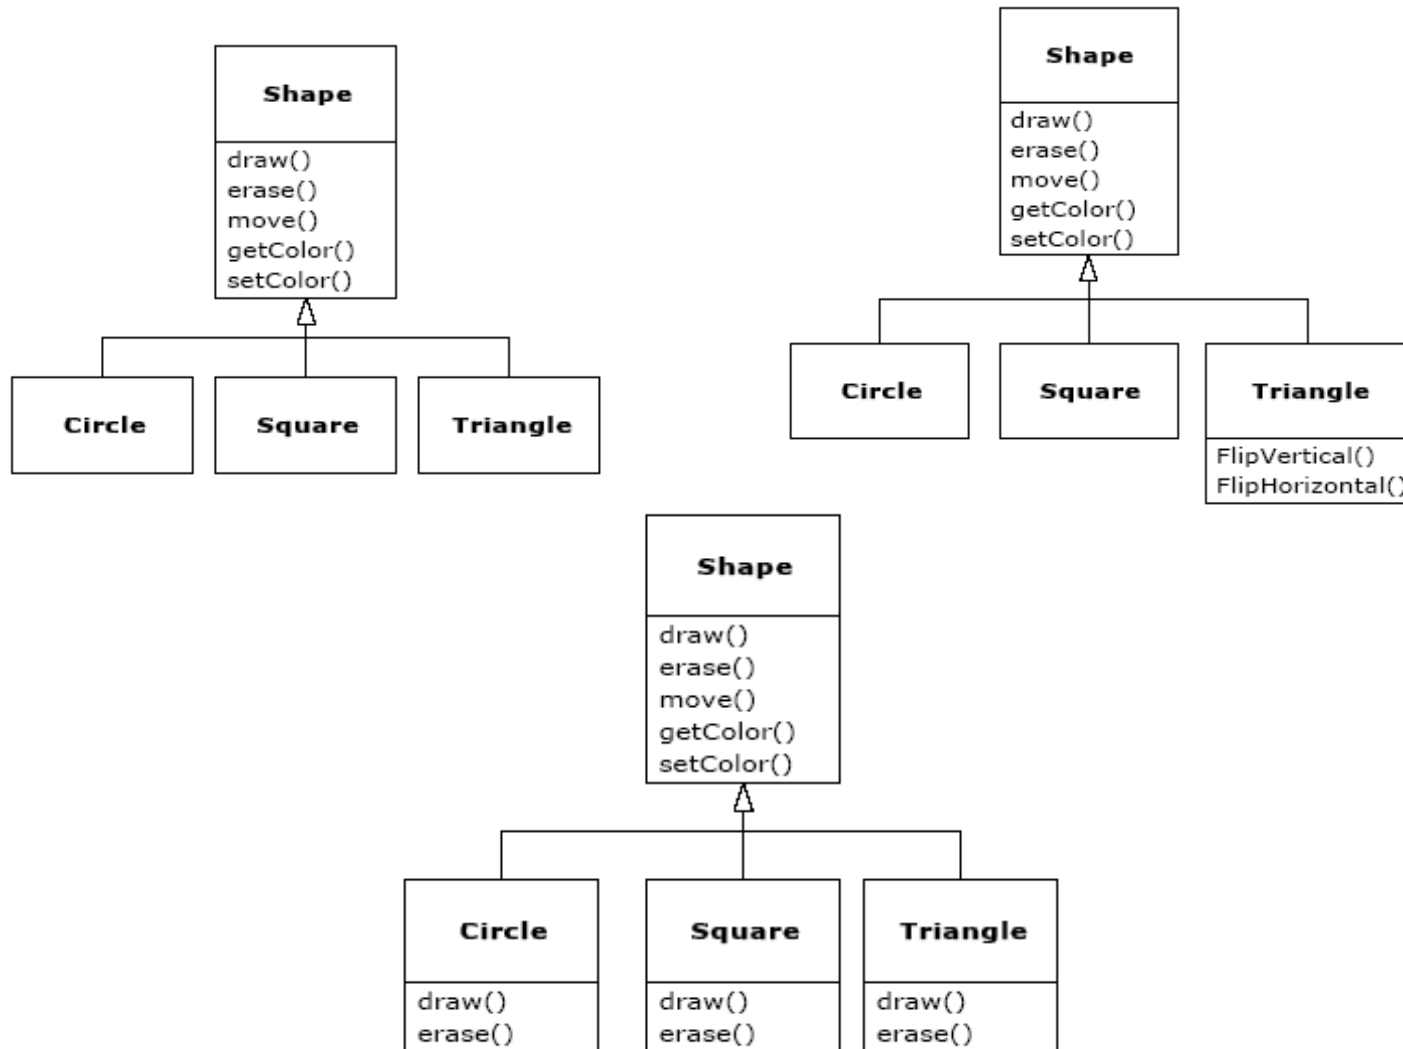 Shape
draw()
erase()
move()
getColor()
setColor()
Circle
Square
Triangle
Shape
draw()
erase()
move()
getColor()
setColor()
Circle
Square
Triangle
FlipVertical()
FlipHorizontal()
Shape
draw()
erase()
move()
getColor()
setColor()
Circle
Square
Triangle
draw()
erase()
draw()
erase()
draw()
erase()